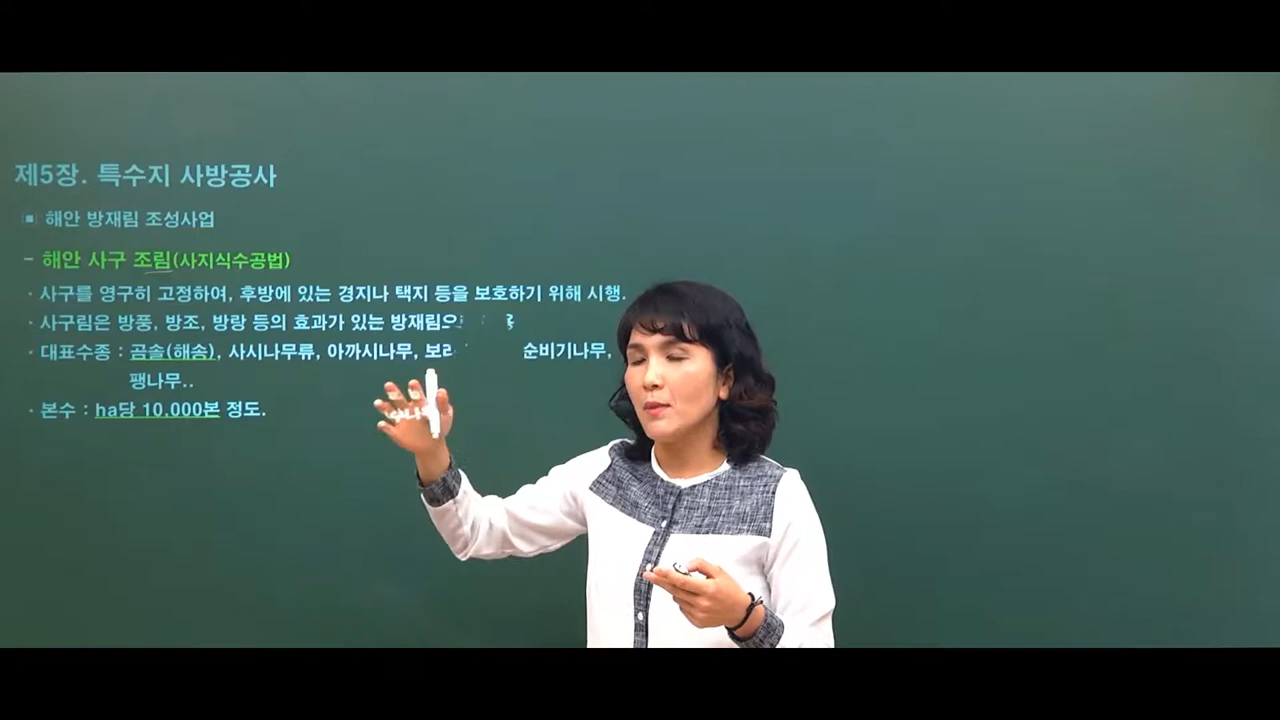 제5장. 특수지 사방공사
▣ 해안 방재림 조성사업
- 해안 사구 조림(사지식수공법)
· 사구를 영구히 고정하여, 후방에 있는 경지나 택지 등을 보호하기 위해 시행.
· 사구림은 방풍, 방조, 방랑 등의 효과가 있는
· 대표수종 : 곰솔(해송), 사시나무류, 아까시나무, 순비기나무,
팽나무..
· 본수 : ha당 10,000본 정도.